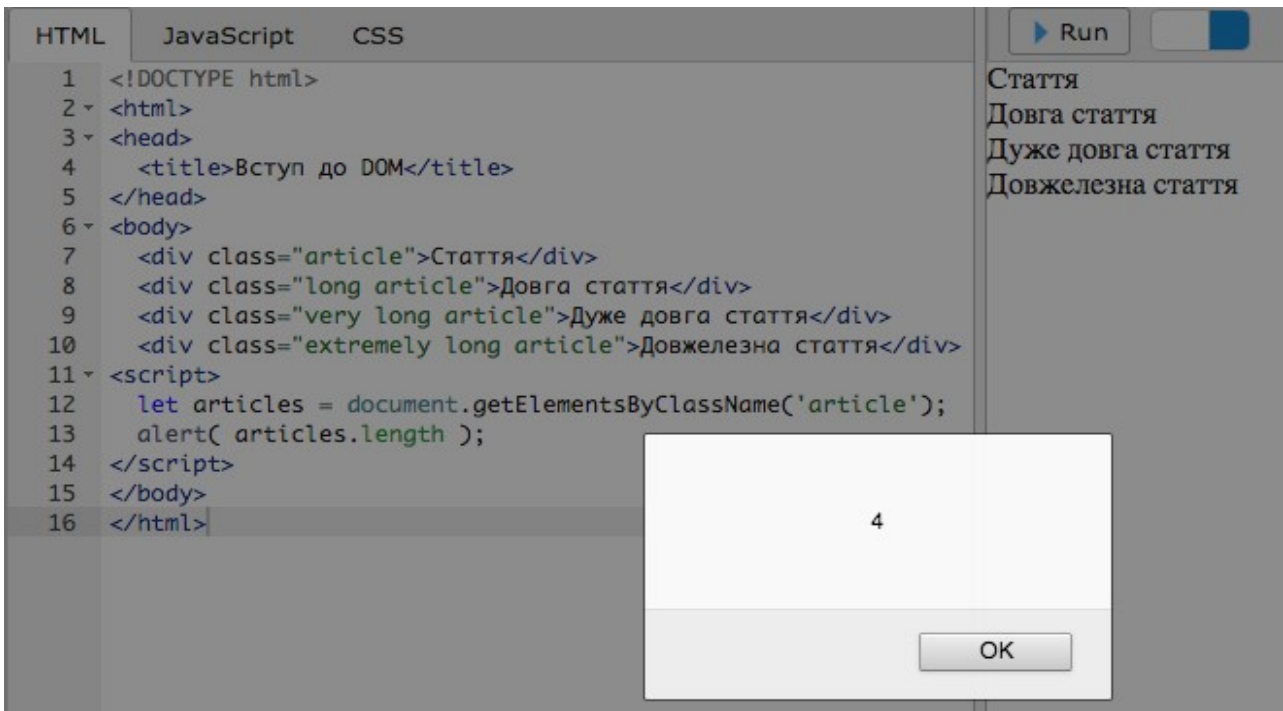 HTML JavaScript CSS
1 <!DOCTYPE html>
2 <html>
3 <head>
4 <title>Вступ до DOM</title>
5 </head>
6 <body>
7 <div class="article">Стаття</div>
8 <div class="long article">Довга стаття</div>
9 <div class="very long article">Дуже довга стаття</div>
10 <div class="extremely long article">Довжелезна стаття</div>
11 <script>
12 let articles = document.getElementsByClassName('article');
13 alert( articles.length );
14 </script>
15 </body>
16 </html>
Run
Стаття
Довга стаття
Дуже довга стаття
Довжелезна стаття
4
OK